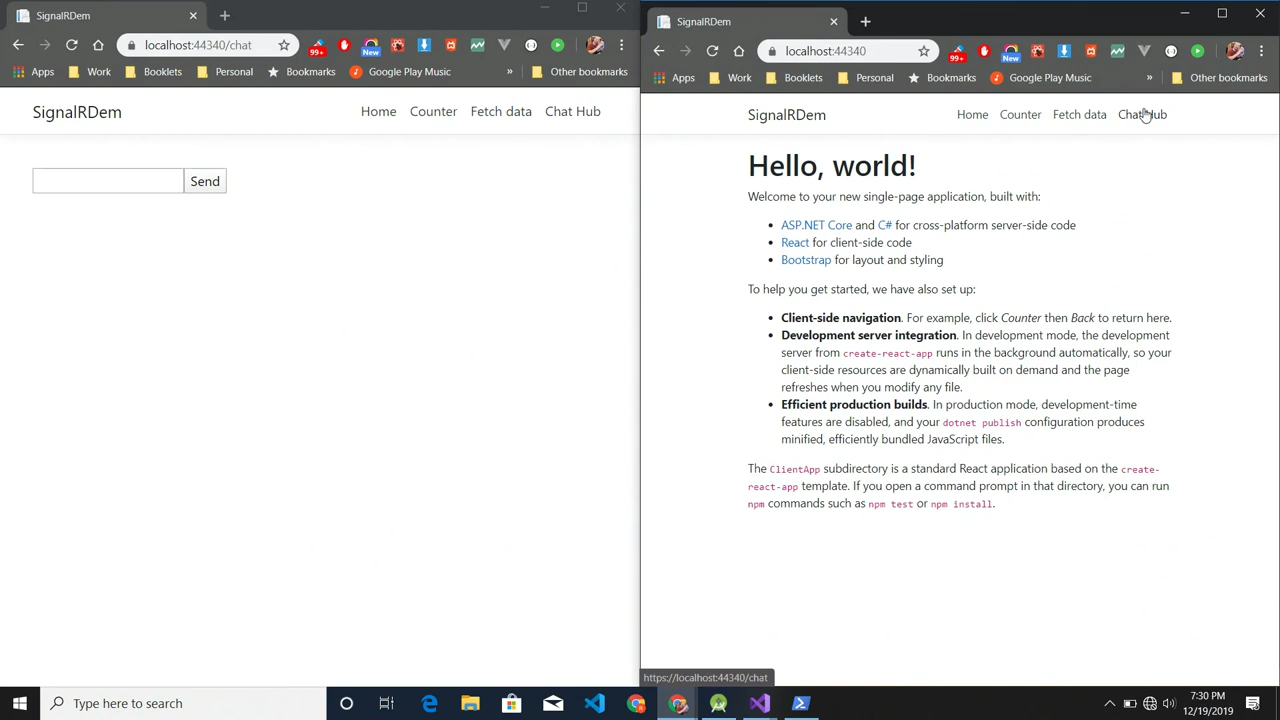 SignalRDem
localhost:44340/chat
99+
New
Apps Work Booklets Personal Bookmarks Google Play Music » Other bookmarks
SignalRDem Home Counter Fetch data Chat Hub
Send
SignalRDem
localhost:44340
99+
New
Apps Work Booklets Personal Bookmarks Google Play Music » Other bookmarks
SignalRDem Home Counter Fetch data Chat Hub
Hello, world!
Welcome to your new single-page application, built with:
• ASP.NET Core and C# for cross-platform server-side code
• React for client-side code
• Bootstrap for layout and styling
To help you get started, we have also set up:
• Client-side navigation. For example, click Counter then Back to return here.
• Development server integration. In development mode, the development
server from create-react-app runs in the background automatically, so your
client-side resources are dynamically built on demand and the page
refreshes when you modify any file.
• Efficient production builds. In production mode, development-time
features are disabled, and your dotnet publish configuration produces
minified, efficiently bundled JavaScript files.
The ClientApp subdirectory is a standard React application based on the create-
react-app template. If you open a command prompt in that directory, you can run
npm commands such as npm test or npm install.
https://localhost:44340/chat
Type here to search
7:30 PM
12/19/2019